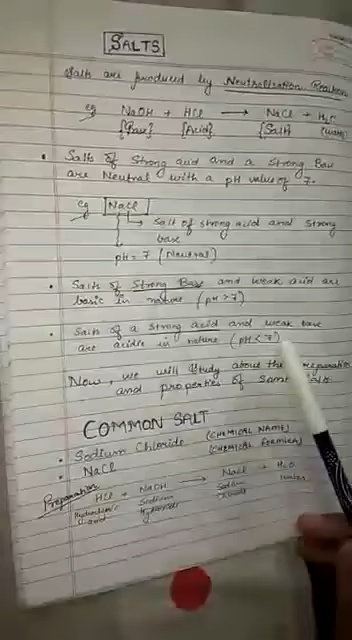 SALTS
Salts are produced by Neutralization Reaction
eg NaOH + HCl → NaCl + H2O
[Base] [Acid] [Salt] (water)
• Salts of Strong acid and a Strong Base
are Neutral with a pH value of 7.
eg NaCl
→ Salt of strong acid and strong
base
pH = 7 (Neutral)
• Salts of Strong Base and weak acid are
basic in nature (pH > 7)
• Salts of a strong acid and weak base
are acidic in nature (pH < 7)
Now, we will study about the preparation
and properties of some
COMMON SALT
• Sodium Chloride (CHEMICAL NAME)
• NaCl (CHEMICAL FORMULA)
Preparation
HCl + NaOH → NaCl + H2O
Hydrochloric Sodium Sodium water
acid Hydroxide